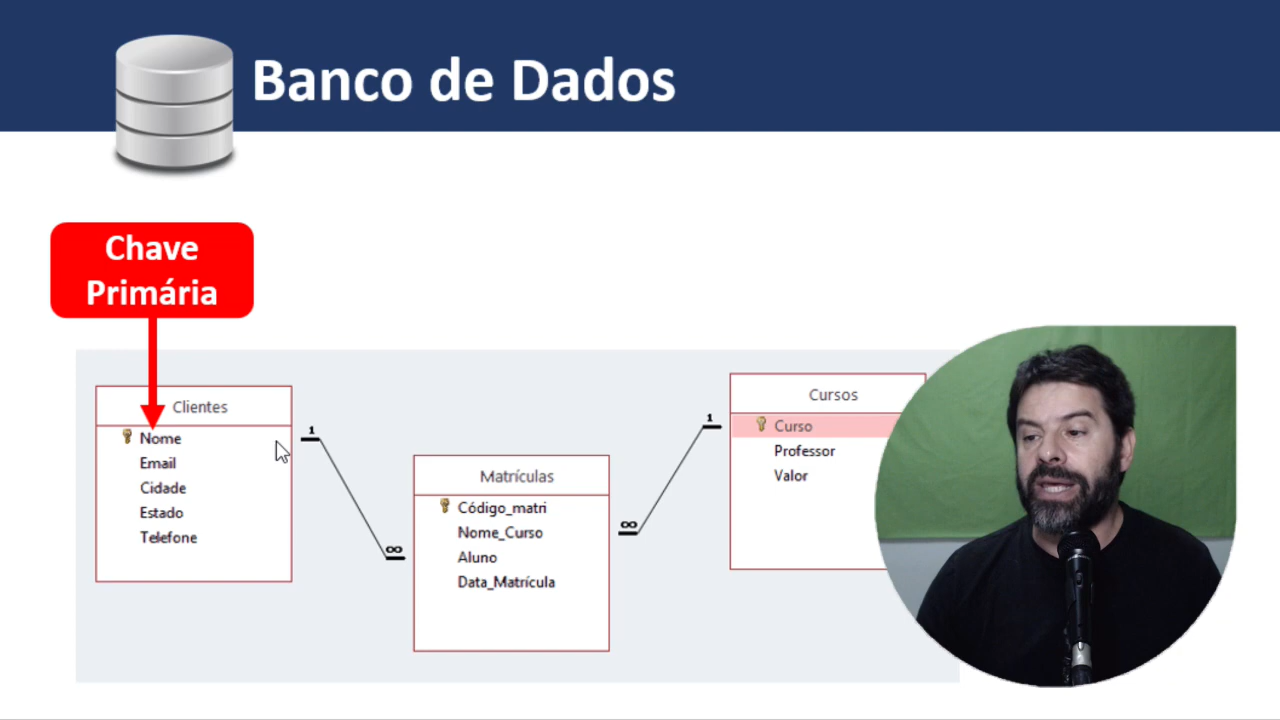 Banco de Dados
Chave
Primária
Clientes
Nome
Email
Cidade
Estado
Telefone
1
∞
Matrículas
Código_matri
Nome_Curso
Aluno
Data_Matrícula
∞
1
Cursos
Curso
Professor
Valor